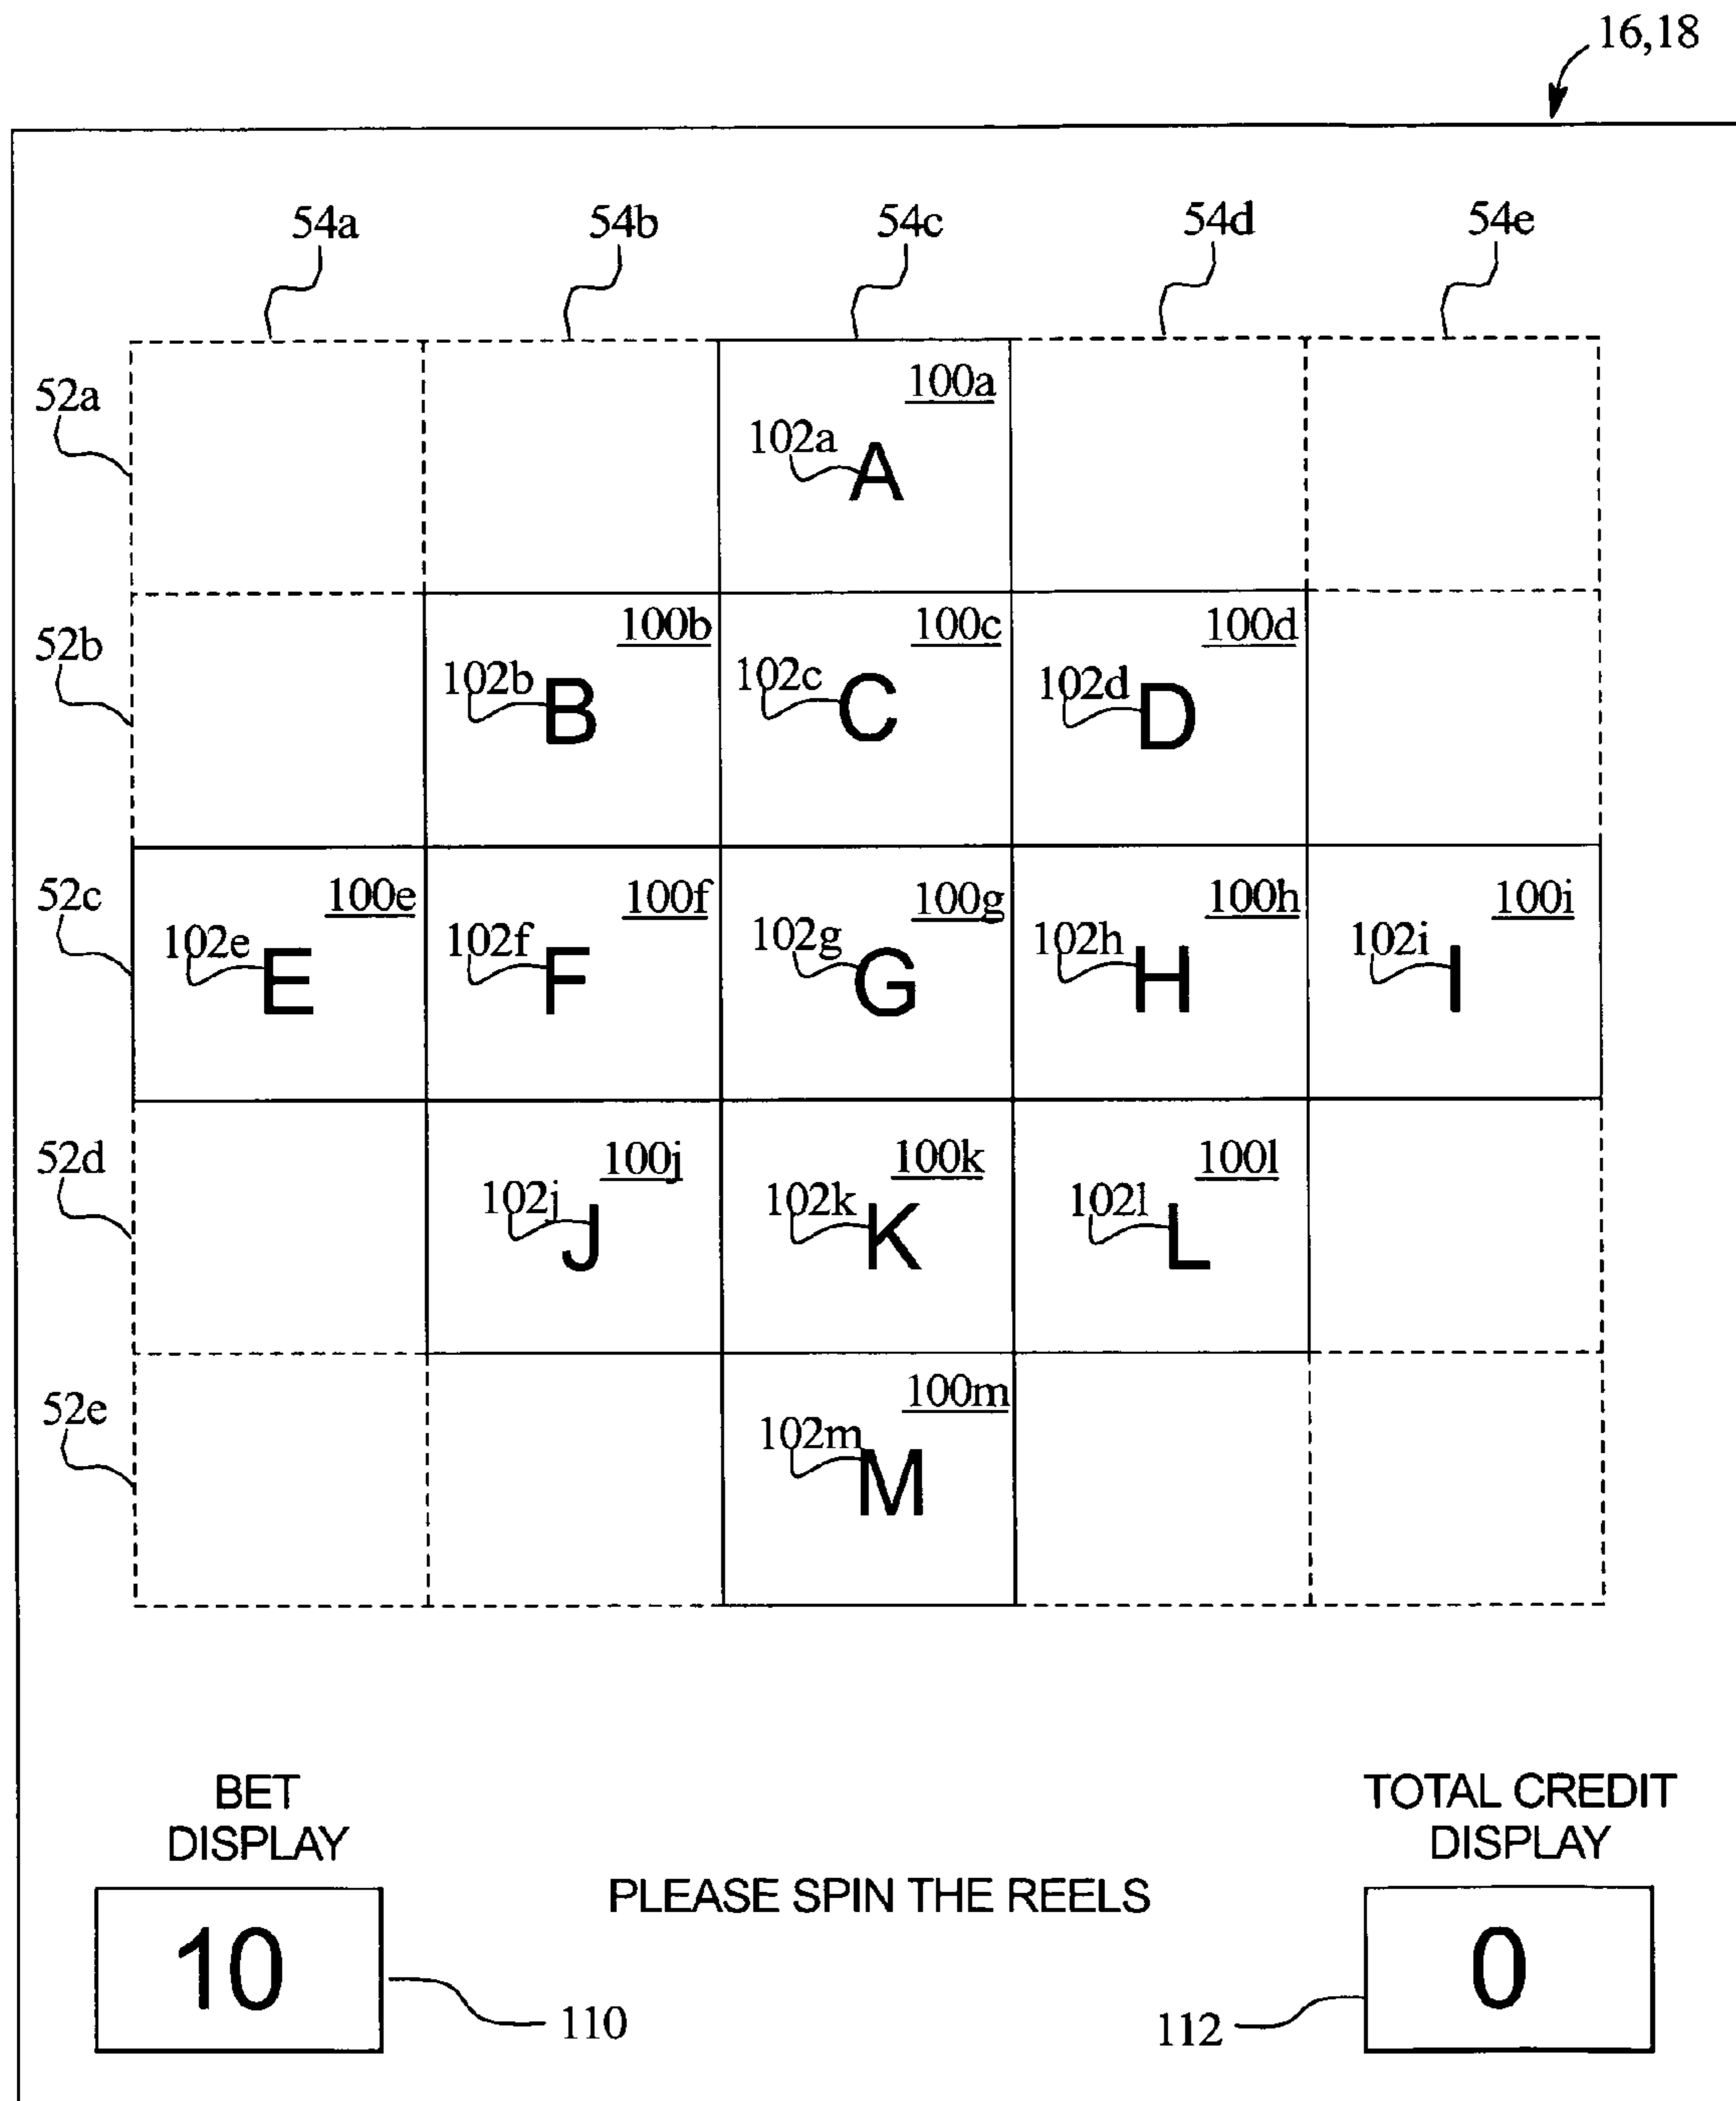 16,18
54a 54b 54c 54d 54e
52a
100a
102a A
52b
100b 100c 100d
102b B 102c C 102d D
52c
100e 100f 100g 100h 100i
102e E 102f F 102g G 102h H 102i I
52d
100j 100k 100l
102j J 102k K 102l L
52e
100m
102m M
BET
DISPLAY
10
110
PLEASE SPIN THE REELS
TOTAL CREDIT
DISPLAY
0
112